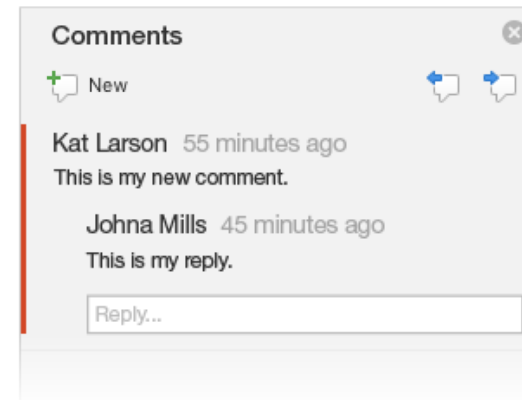 Comments
New
Kat Larson 55 minutes ago
This is my new comment.
Johna Mills 45 minutes ago
This is my reply.
Reply...